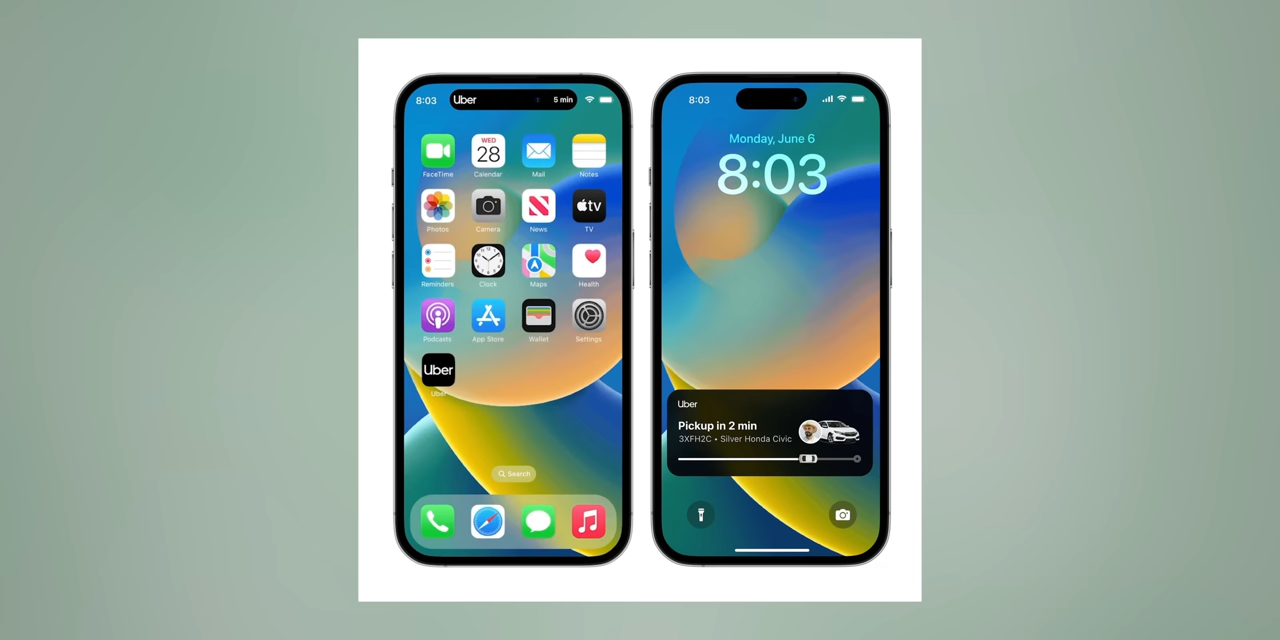 8:03
Uber
5 min
WED
28
FaceTime
Calendar
Mail
Notes
tv
Photos
Camera
News
TV
Reminders
Clock
Maps
Health
Podcasts
App Store
Wallet
Settings
Uber
Uber
Search
8:03
Monday, June 6
8:03
Uber
Pickup in 2 min
3XFH2C • Silver Honda Civic